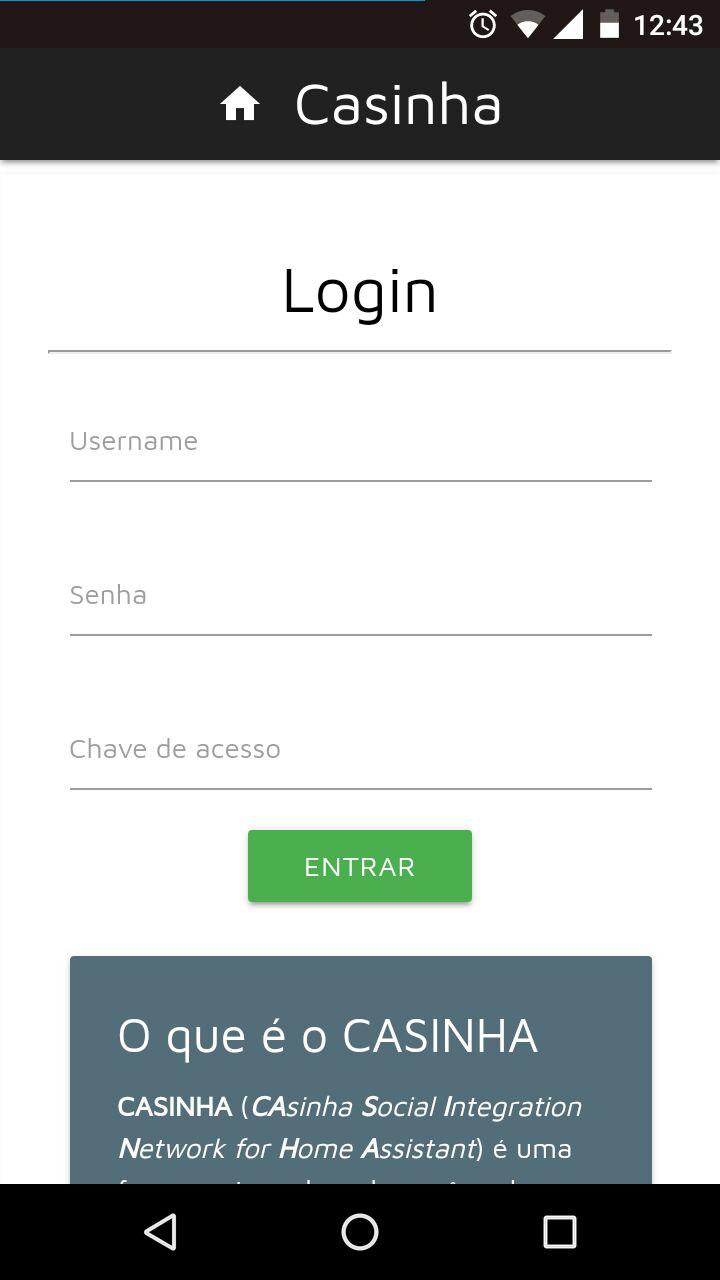 12:43
Casinha
Login
Username
Senha
Chave de acesso
ENTRAR
O que é o CASINHA
CASINHA (CAsinha Social Integration
Network for Home Assistant) é uma